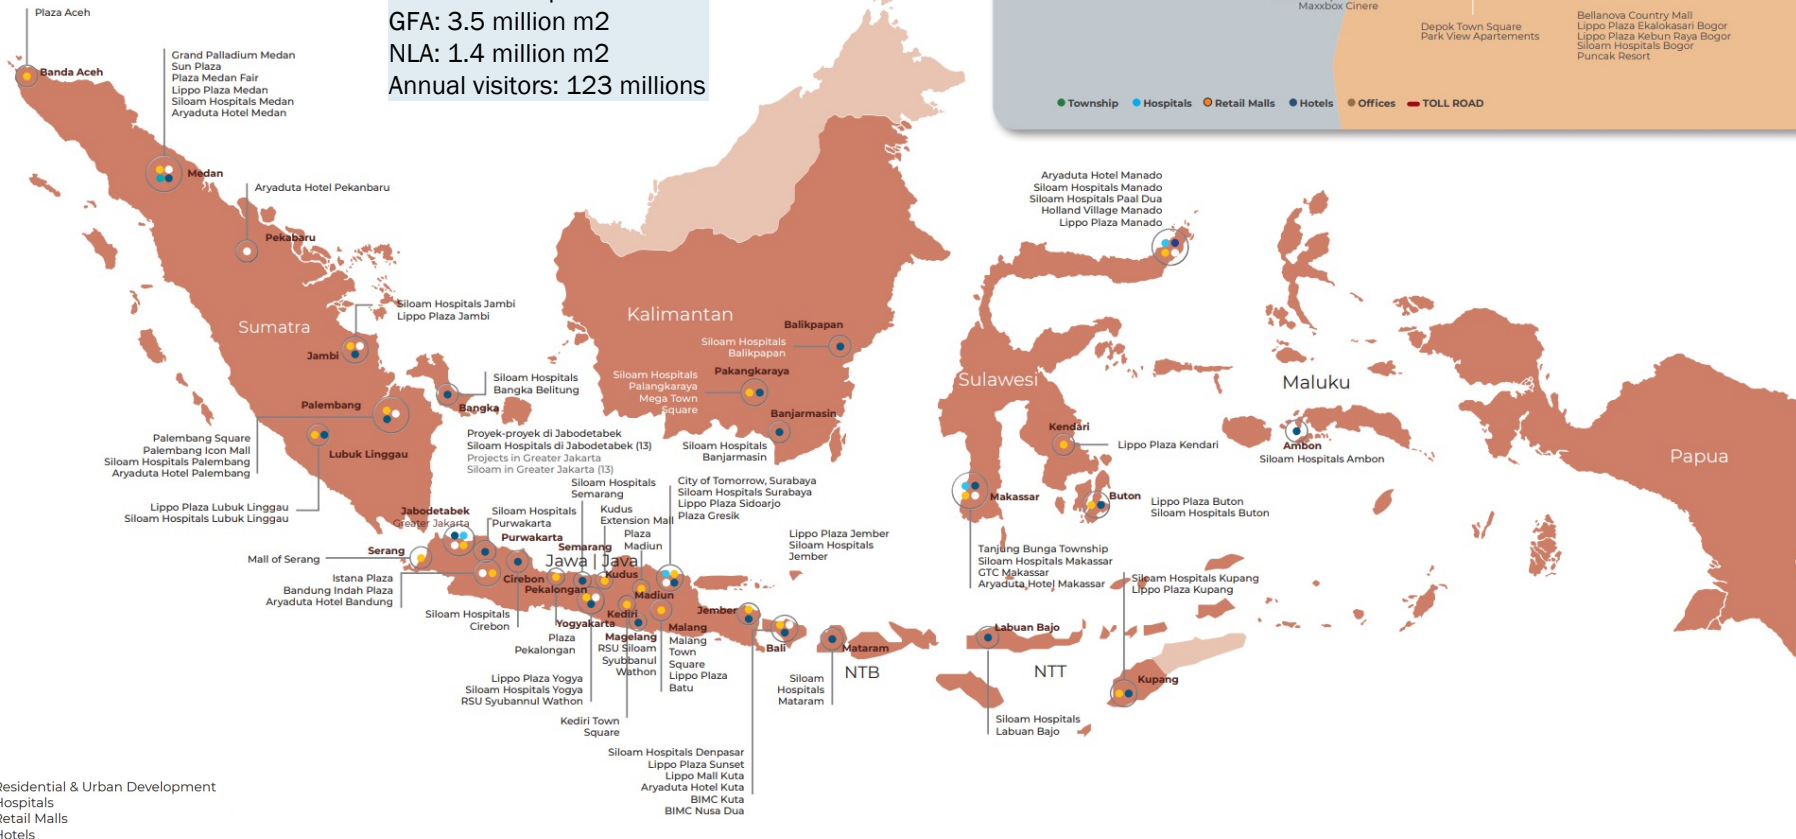 Plaza Aceh
Banda Aceh
GFA: 3.5 million m2
NLA: 1.4 million m2
Annual visitors: 123 millions
Maxxbox Cinere
Depok Town Square
Park View Apartements
Bellanova Country Mall
Lippo Plaza Ekalokasari Bogor
Lippo Plaza Kebun Raya Bogor
Siloam Hospitals Bogor
Puncak Resort
Township
Hospitals
Retail Malls
Hotels
Offices
TOLL ROAD
Grand Palladium Medan
Sun Plaza
Plaza Medan Fair
Lippo Plaza Medan
Siloam Hospitals Medan
Aryaduta Hotel Medan
Medan
Aryaduta Hotel Pekanbaru
Pekabaru
Siloam Hospitals Jambi
Lippo Plaza Jambi
Sumatra
Jambi
Siloam Hospitals
Bangka Belitung
Bangka
Palembang
Palembang Square
Palembang Icon Mall
Siloam Hospitals Palembang
Aryaduta Hotel Palembang
Lubuk Linggau
Lippo Plaza Lubuk Linggau
Siloam Hospitals Lubuk Linggau
Kalimantan
Balikpapan
Siloam Hospitals
Balikpapan
Pakangkaraya
Siloam Hospitals
Palangkaraya
Mega Town
Square
Banjarmasin
Siloam Hospitals
Banjarmasin
Proyek-proyek di Jabodetabek
Siloam Hospitals di Jabodetabek (13)
Projects in Greater Jakarta
Siloam in Greater Jakarta (13)
Aryaduta Hotel Manado
Siloam Hospitals Manado
Siloam Hospitals Paal Dua
Holland Village Manado
Lippo Plaza Manado
Sulawesi
Kendari
Lippo Plaza Kendari
Makassar
Tanjung Bunga Township
Siloam Hospitals Makassar
GTC Makassar
Aryaduta Hotel Makassar
Buton
Lippo Plaza Buton
Siloam Hospitals Buton
Maluku
Ambon
Siloam Hospitals Ambon
Papua
Jabodetabek
Greater Jakarta
Serang
Mall of Serang
Istana Plaza
Bandung Indah Plaza
Aryaduta Hotel Bandung
Siloam Hospitals
Purwakarta
Purwakarta
Siloam Hospitals
Semarang
Semarang
Kudus
Extension Mall
Plaza
Madiun
City of Tomorrow, Surabaya
Siloam Hospitals Surabaya
Lippo Plaza Sidoarjo
Plaza Gresik
Jawa | Java
Cirebon
Siloam Hospitals
Cirebon
Pekalongan
Plaza
Pekalongan
Kudus
Madiun
Kediri
Yogyakarta
Lippo Plaza Yogya
Siloam Hospitals Yogya
RSU Syubannul Wathon
Magelang
RSU Siloam
Syubbanul
Wathon
Kediri Town
Square
Malang
Malang
Town
Square
Lippo Plaza
Batu
Lippo Plaza Jember
Siloam Hospitals
Jember
Jember
Bali
Siloam Hospitals Denpasar
Lippo Plaza Sunset
Lippo Mall Kuta
Aryaduta Hotel Kuta
BIMC Kuta
BIMC Nusa Dua
Mataram
Siloam
Hospitals
Mataram
NTB
Labuan Bajo
Siloam Hospitals
Labuan Bajo
NTT
Siloam Hospitals Kupang
Lippo Plaza Kupang
Kupang
Residential & Urban Development
Hospitals
Retail Malls
Hotels